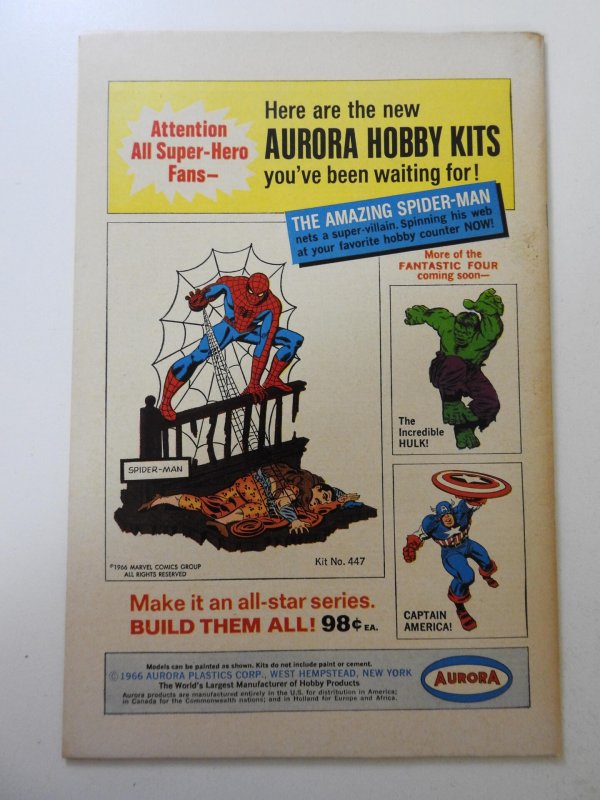 Attention
All Super-Hero
Fans—
Here are the new
AURORA HOBBY KITS
you've been waiting for!
THE AMAZING SPIDER-MAN
nets a super-villain. Spinning his web
at your favorite hobby counter NOW!
More of the
FANTASTIC FOUR
coming soon—
The
Incredible
HULK!
SPIDER-MAN
©1966 MARVEL COMICS GROUP
ALL RIGHTS RESERVED
Kit No. 447
CAPTAIN
AMERICA!
Make it an all-star series.
BUILD THEM ALL! 98¢ EA.
Models can be painted as shown. Kits do not include paint or cement.
© 1966 AURORA PLASTICS CORP., WEST HEMPSTEAD, NEW YORK
The World's Largest Manufacturer of Hobby Products
Aurora products are manufactured entirely in the U.S. for distribution in America;
in Canada for the Commonwealth nations; and in Holland for Europe and Africa.
AURORA